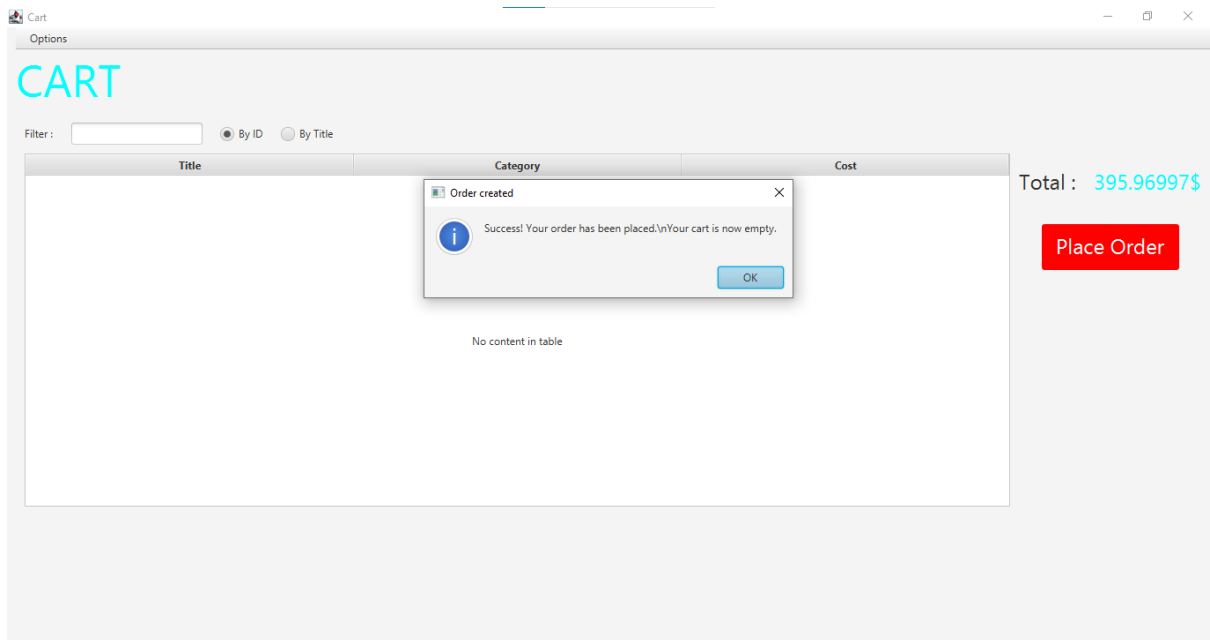 Cart
Options
CART
Filter : By ID By Title
Title Category Cost
Total : 395.96997$
Order created
Success! Your order has been placed.\nYour cart is now empty.
Place Order
OK
No content in table